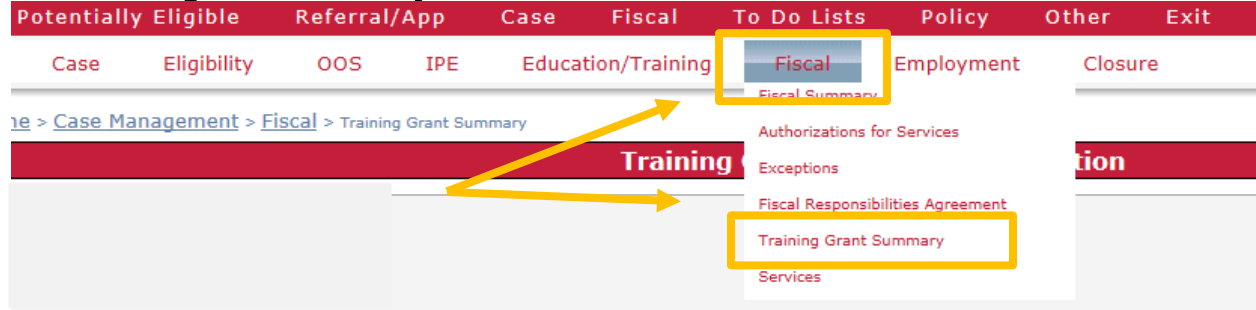 Potentially Eligible Referral/App Case Fiscal To Do Lists Policy Other Exit
Case Eligibility OOS IPE Education/Training Fiscal Employment Closure
Fiscal Summary
> Case Management > Fiscal > Training Grant Summary
Authorizations for Services
Training
Exceptions
Fiscal Responsibilities Agreement
Training Grant Summary
Services